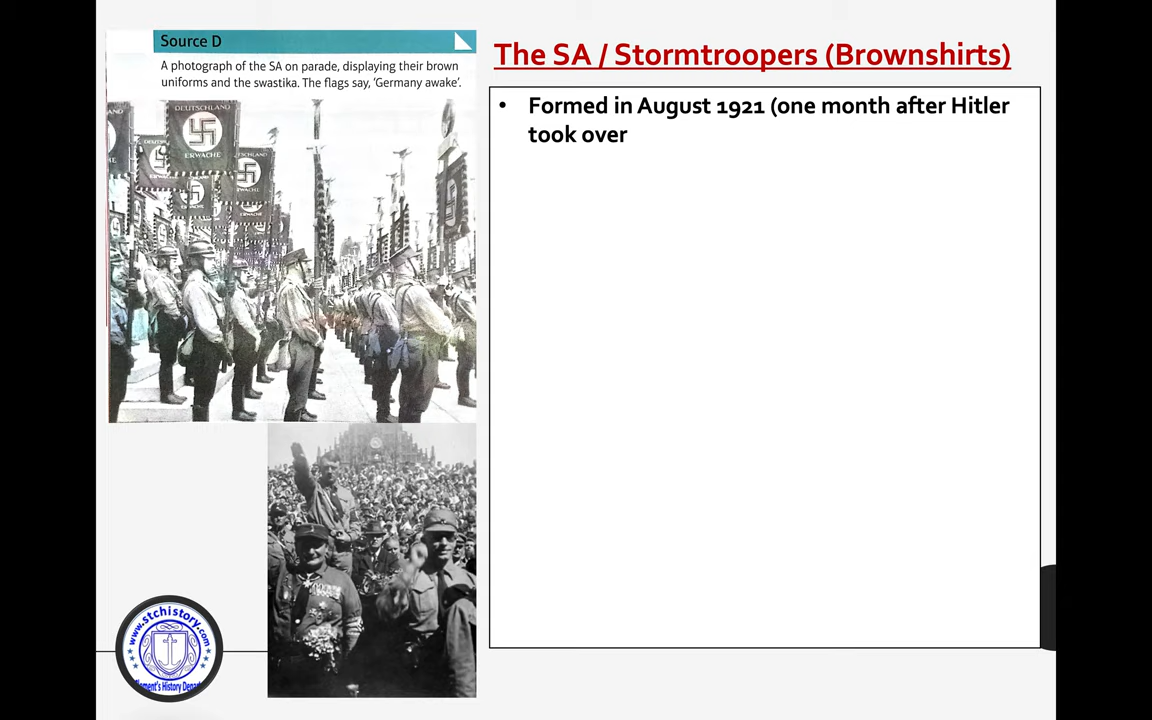 Source D
A photograph of the SA on parade, displaying their brown
uniforms and the swastika. The flags say, 'Germany awake'.
DEUTSCHLAND
ERWACHE
ERWACHE
ERWACHE
The SA / Stormtroopers (Brownshirts)
• Formed in August 1921 (one month after Hitler
took over
www.stchistory.com